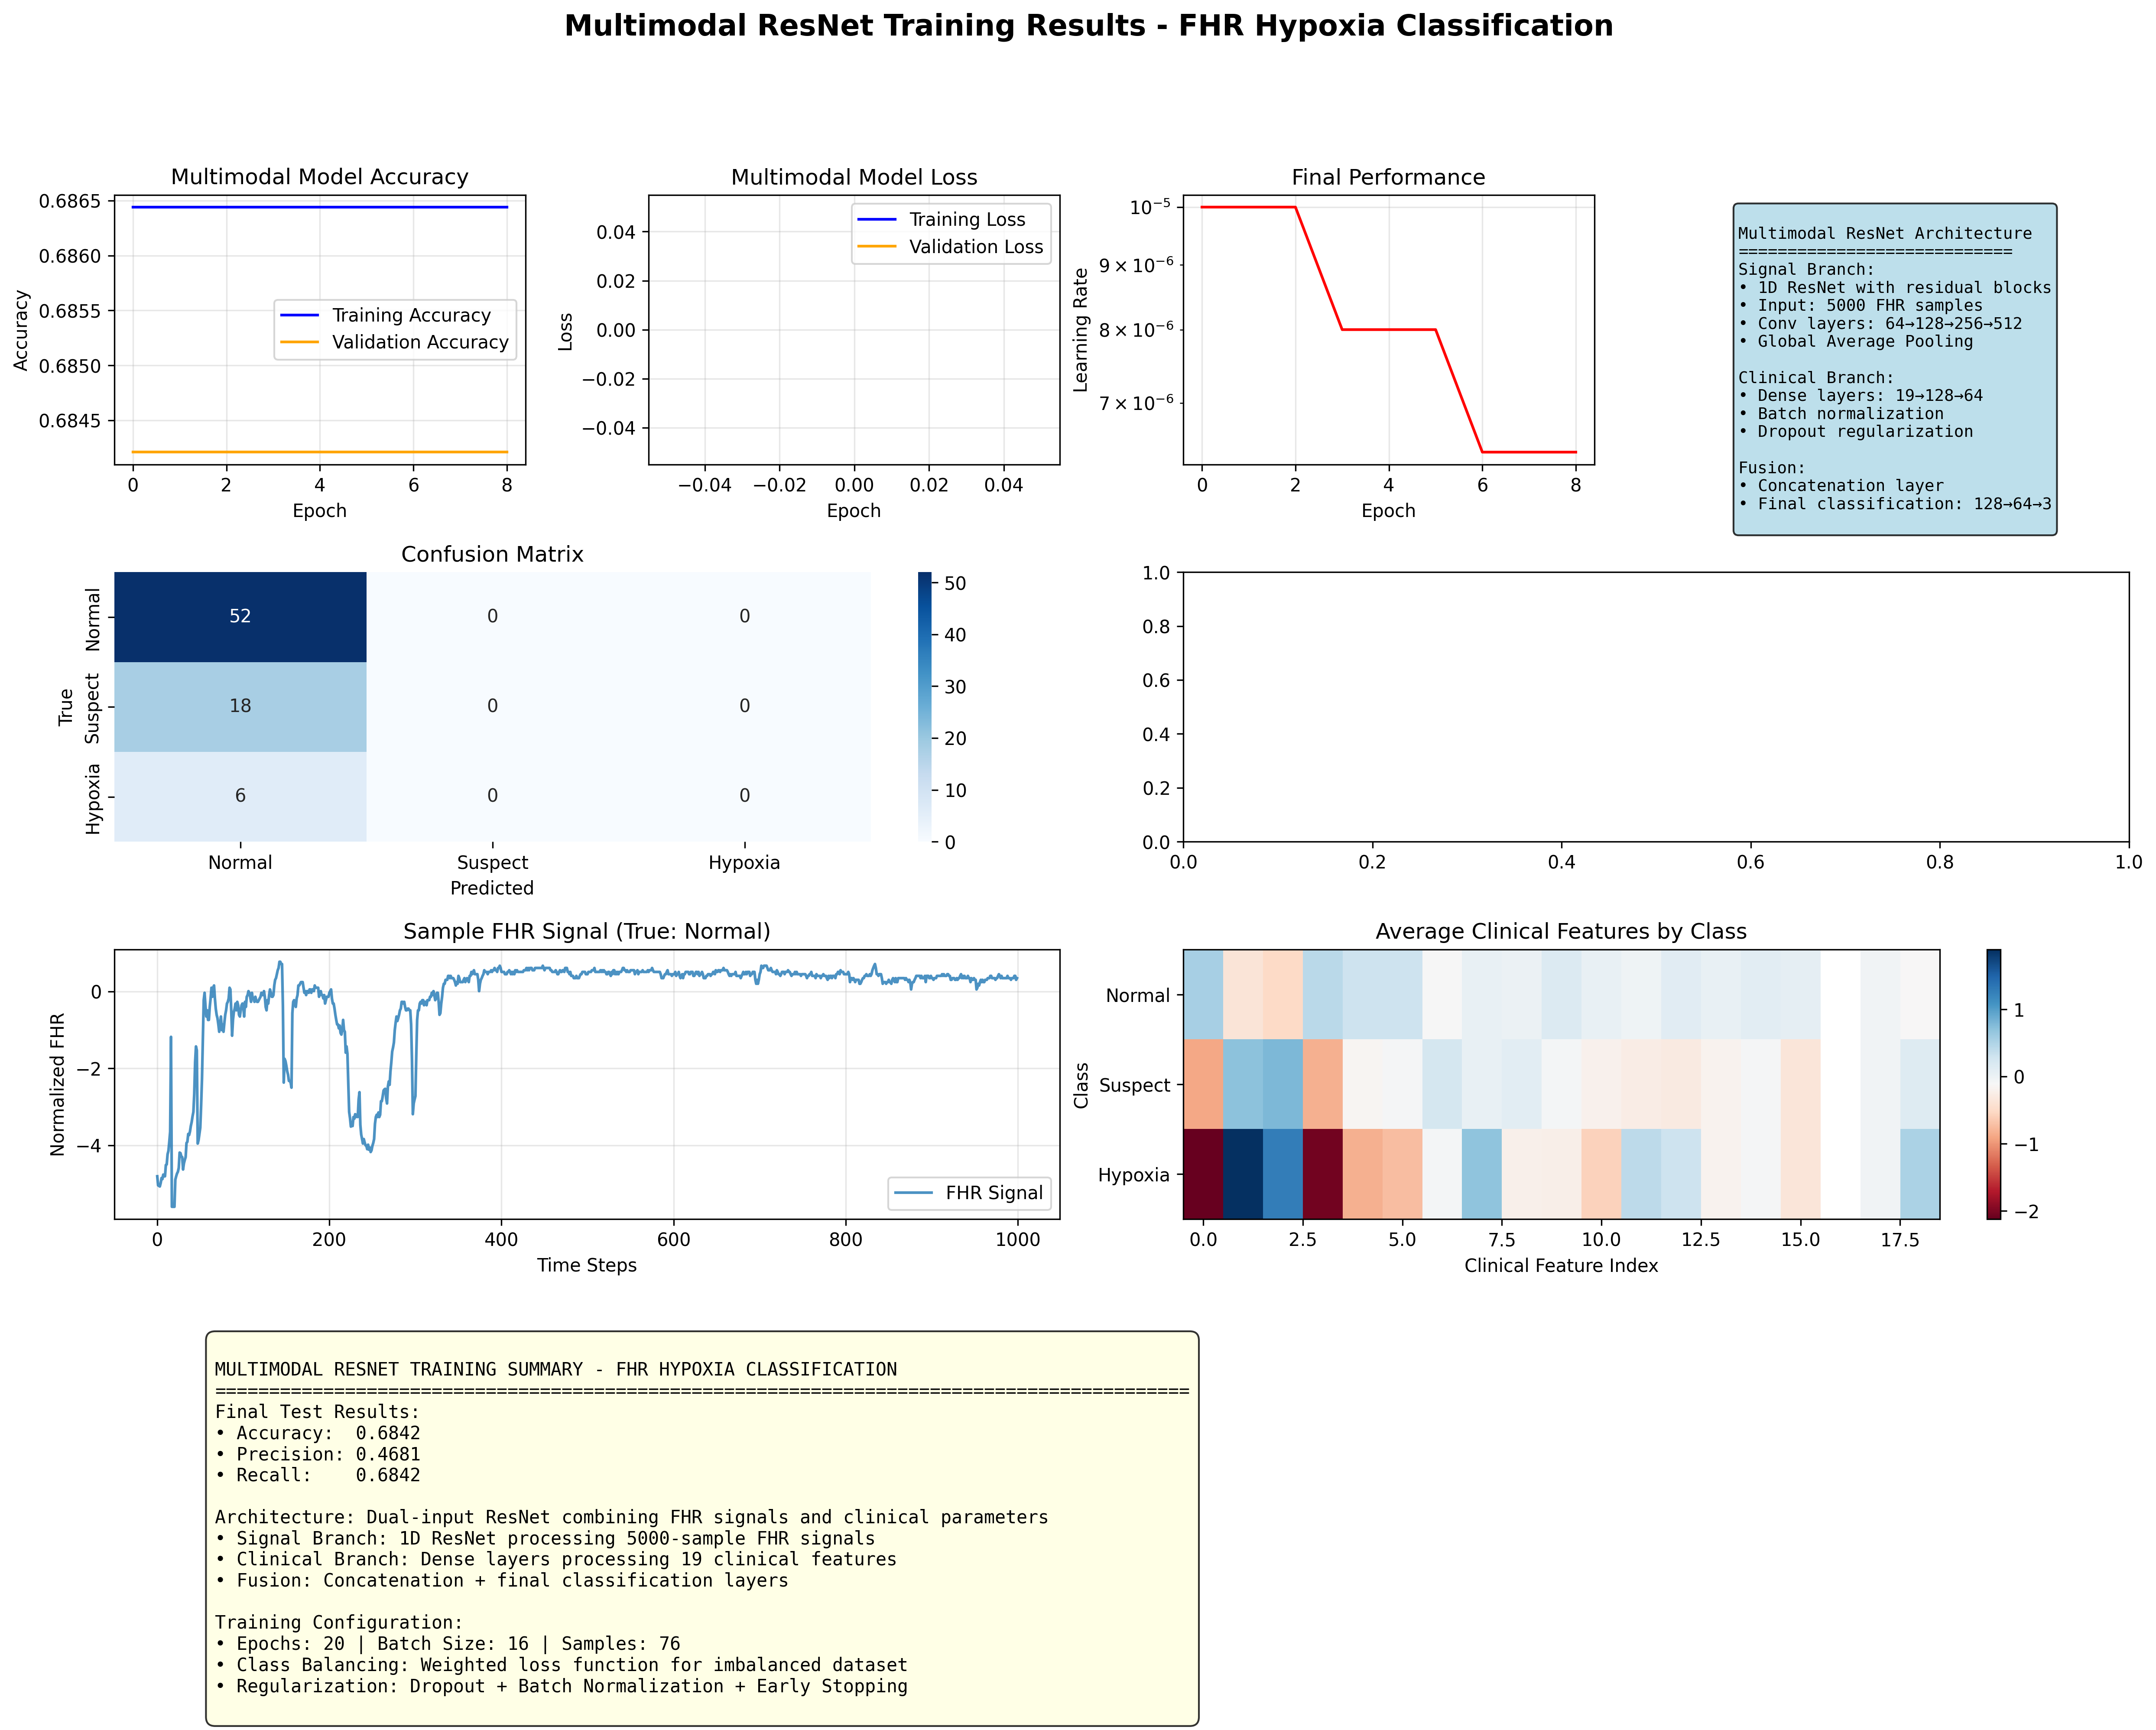 Multimodal ResNet Training Results - FHR Hypoxia Classification
Multimodal Model Accuracy
Accuracy
0.6865
0.6860
0.6855
0.6850
0.6845
Training Accuracy
Validation Accuracy
0 2 4 6 8
Epoch
Multimodal Model Loss
Loss
0.04
0.02
0.00
−0.02
−0.04
Training Loss
Validation Loss
−0.04 −0.02 0.00 0.02 0.04
Epoch
Final Performance
Learning Rate
10⁻⁵
9 × 10⁻⁶
8 × 10⁻⁶
7 × 10⁻⁶
0 2 4 6 8
Epoch
Multimodal ResNet Architecture
============================
Signal Branch:
• 1D ResNet with residual blocks
• Input: 5000 FHR samples
• Conv layers: 64→128→256→512
• Global Average Pooling
Clinical Branch:
• Dense layers: 19→128→64
• Batch normalization
• Dropout regularization
Fusion:
• Concatenation layer
• Final classification: 128→64→3
Confusion Matrix
True
Normal
Suspect
Hypoxia
52 0 0
18 0 0
6 0 0
Normal Suspect Hypoxia
Predicted
50
40
30
20
10
0
1.0
0.8
0.6
0.4
0.2
0.0
0.0 0.2 0.4 0.6 0.8 1.0
Sample FHR Signal (True: Normal)
Normalized FHR
0
−2
−4
FHR Signal
0 200 400 600 800 1000
Time Steps
Average Clinical Features by Class
Class
Normal
Suspect
Hypoxia
0.0 2.5 5.0 7.5 10.0 12.5 15.0 17.5
Clinical Feature Index
1
0
−1
−2
MULTIMODAL RESNET TRAINING SUMMARY - FHR HYPOXIA CLASSIFICATION
==========================================================================================
Final Test Results:
• Accuracy:  0.6842
• Precision: 0.4681
• Recall:    0.6842
Architecture: Dual-input ResNet combining FHR signals and clinical parameters
• Signal Branch: 1D ResNet processing 5000-sample FHR signals
• Clinical Branch: Dense layers processing 19 clinical features
• Fusion: Concatenation + final classification layers
Training Configuration:
• Epochs: 20 | Batch Size: 16 | Samples: 76
• Class Balancing: Weighted loss function for imbalanced dataset
• Regularization: Dropout + Batch Normalization + Early Stopping